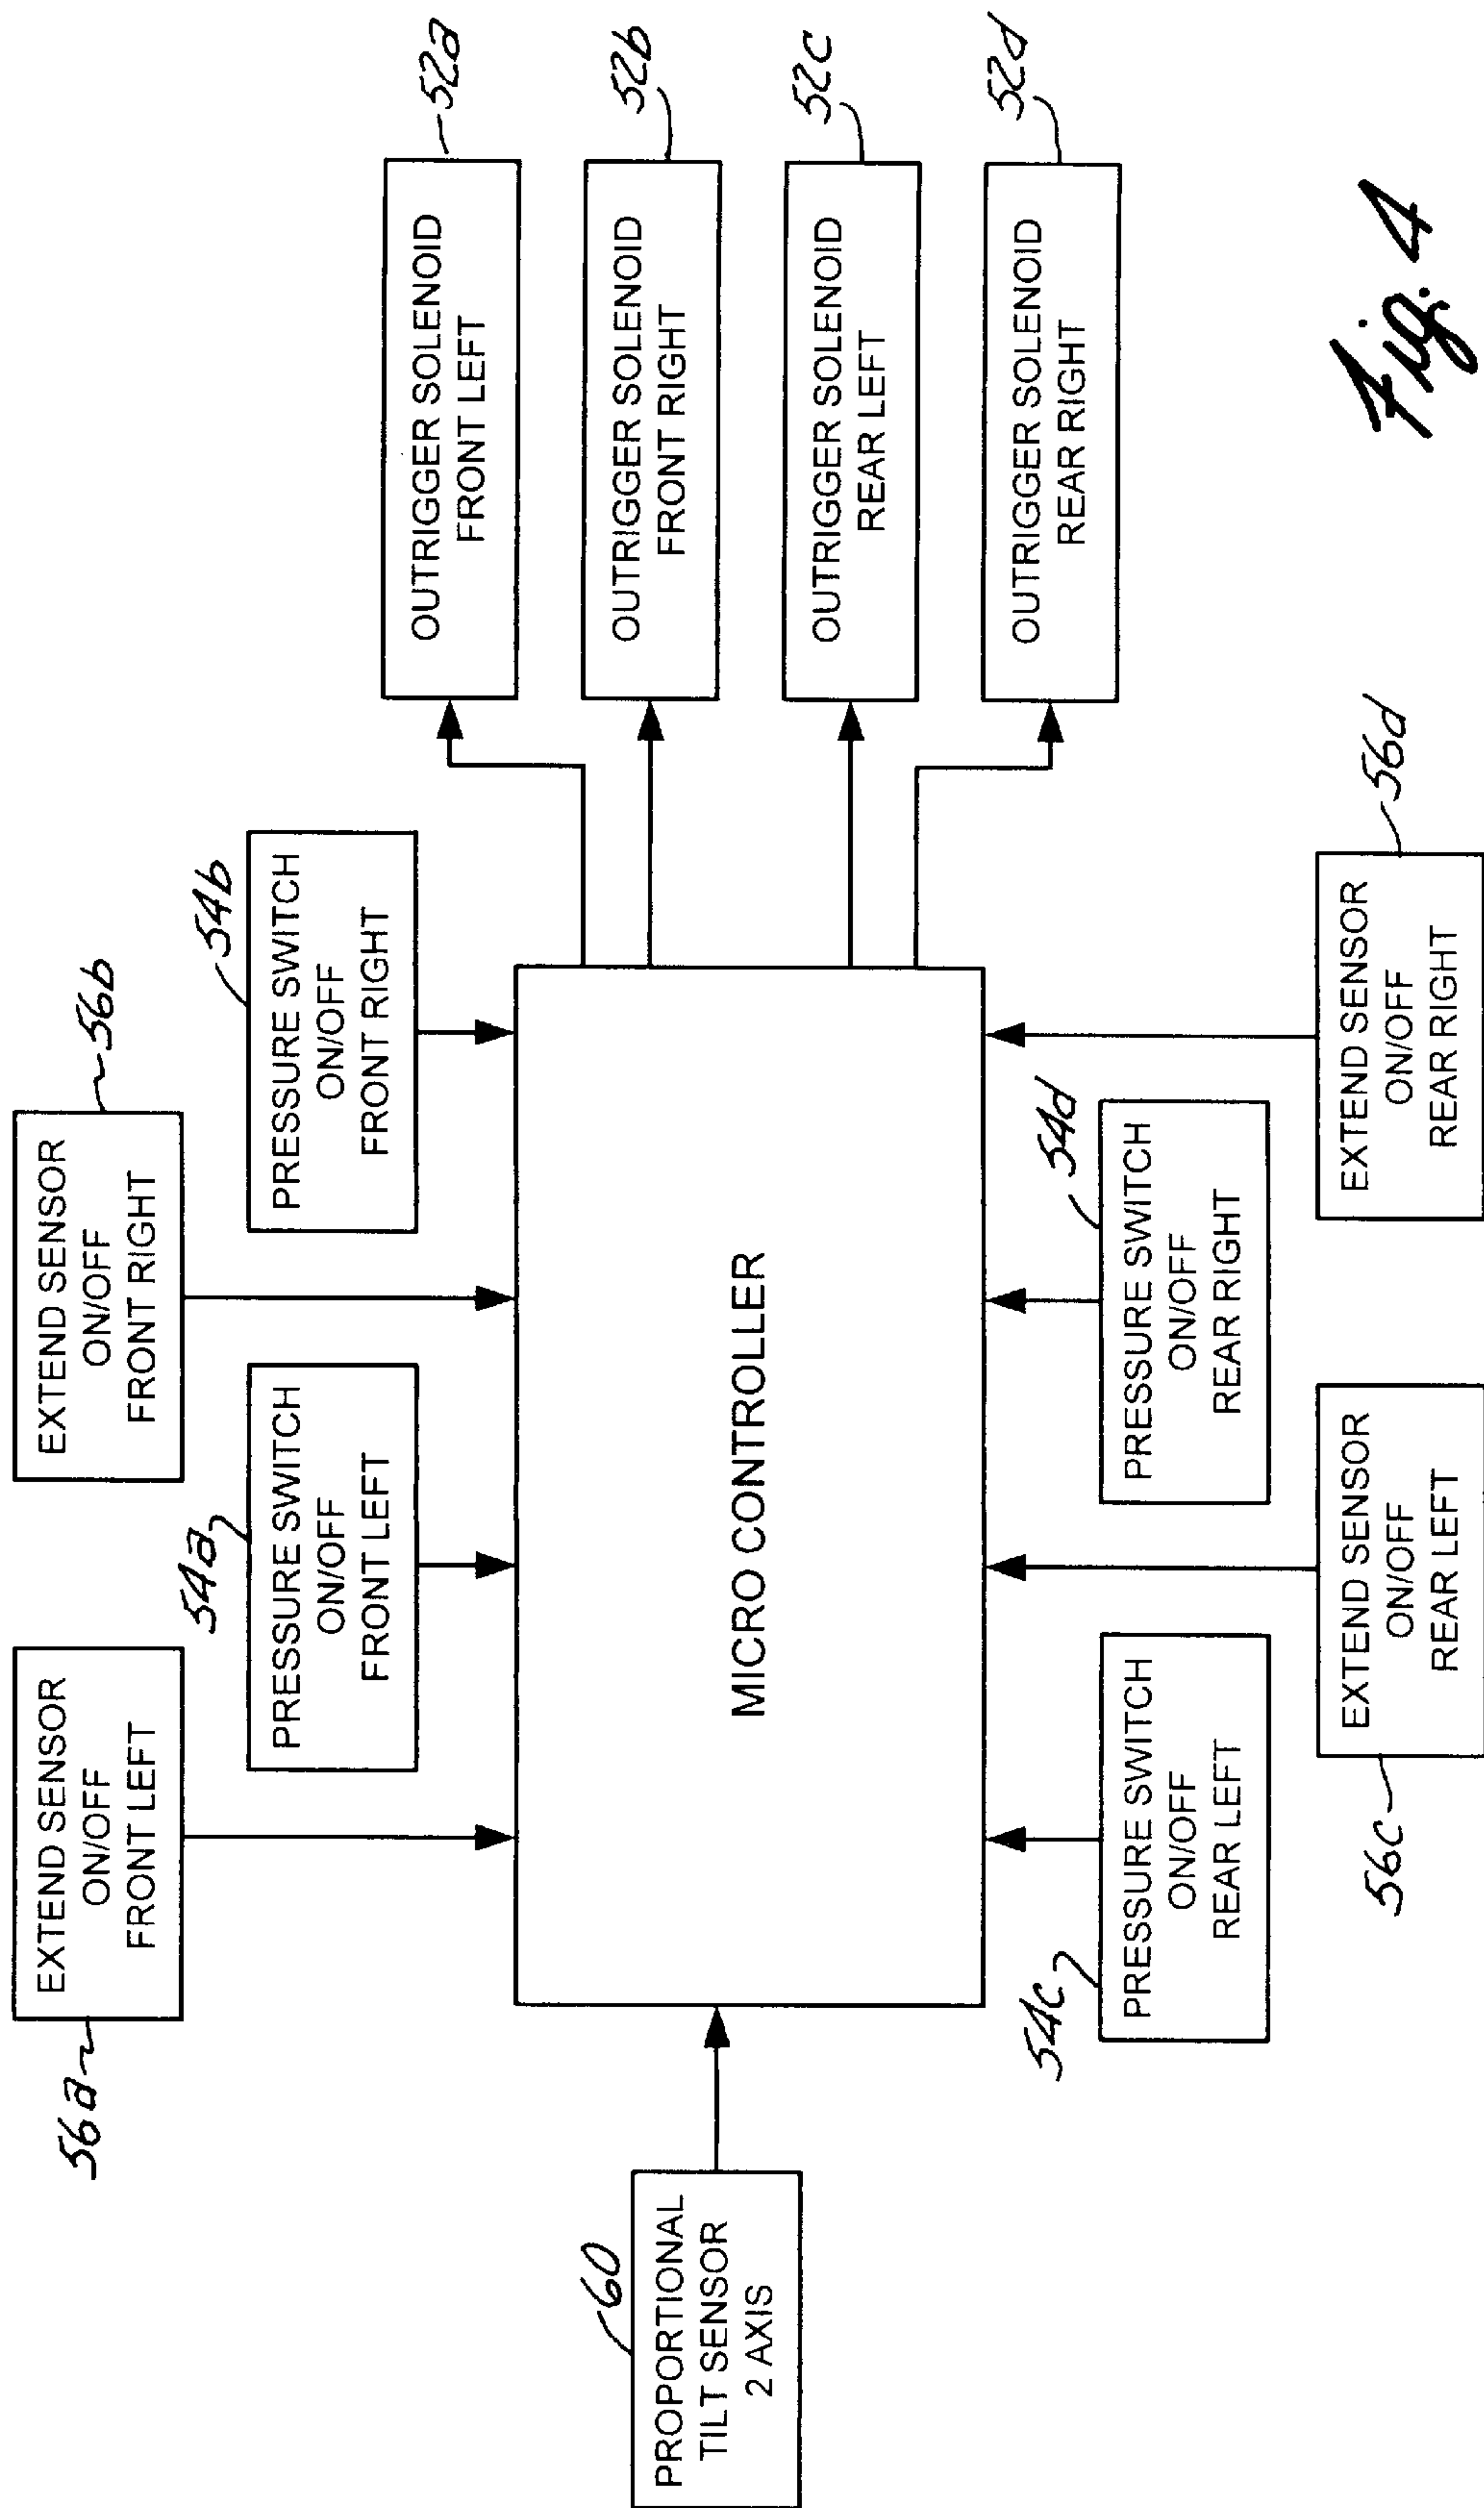 56a
EXTEND SENSOR
ON/OFF
FRONT LEFT
EXTEND SENSOR
ON/OFF
FRONT RIGHT
56b
54a
PRESSURE SWITCH
ON/OFF
FRONT LEFT
PRESSURE SWITCH
ON/OFF
FRONT RIGHT
54b
60
PROPORTIONAL
TILT SENSOR
2 AXIS
MICRO CONTROLLER
OUTRIGGER SOLENOID
FRONT LEFT
52a
OUTRIGGER SOLENOID
FRONT RIGHT
52b
OUTRIGGER SOLENOID
REAR LEFT
52c
OUTRIGGER SOLENOID
REAR RIGHT
52d
54c
PRESSURE SWITCH
ON/OFF
REAR LEFT
PRESSURE SWITCH
ON/OFF
REAR RIGHT
54d
56c
EXTEND SENSOR
ON/OFF
REAR LEFT
EXTEND SENSOR
ON/OFF
REAR RIGHT
56d
Fig. 4